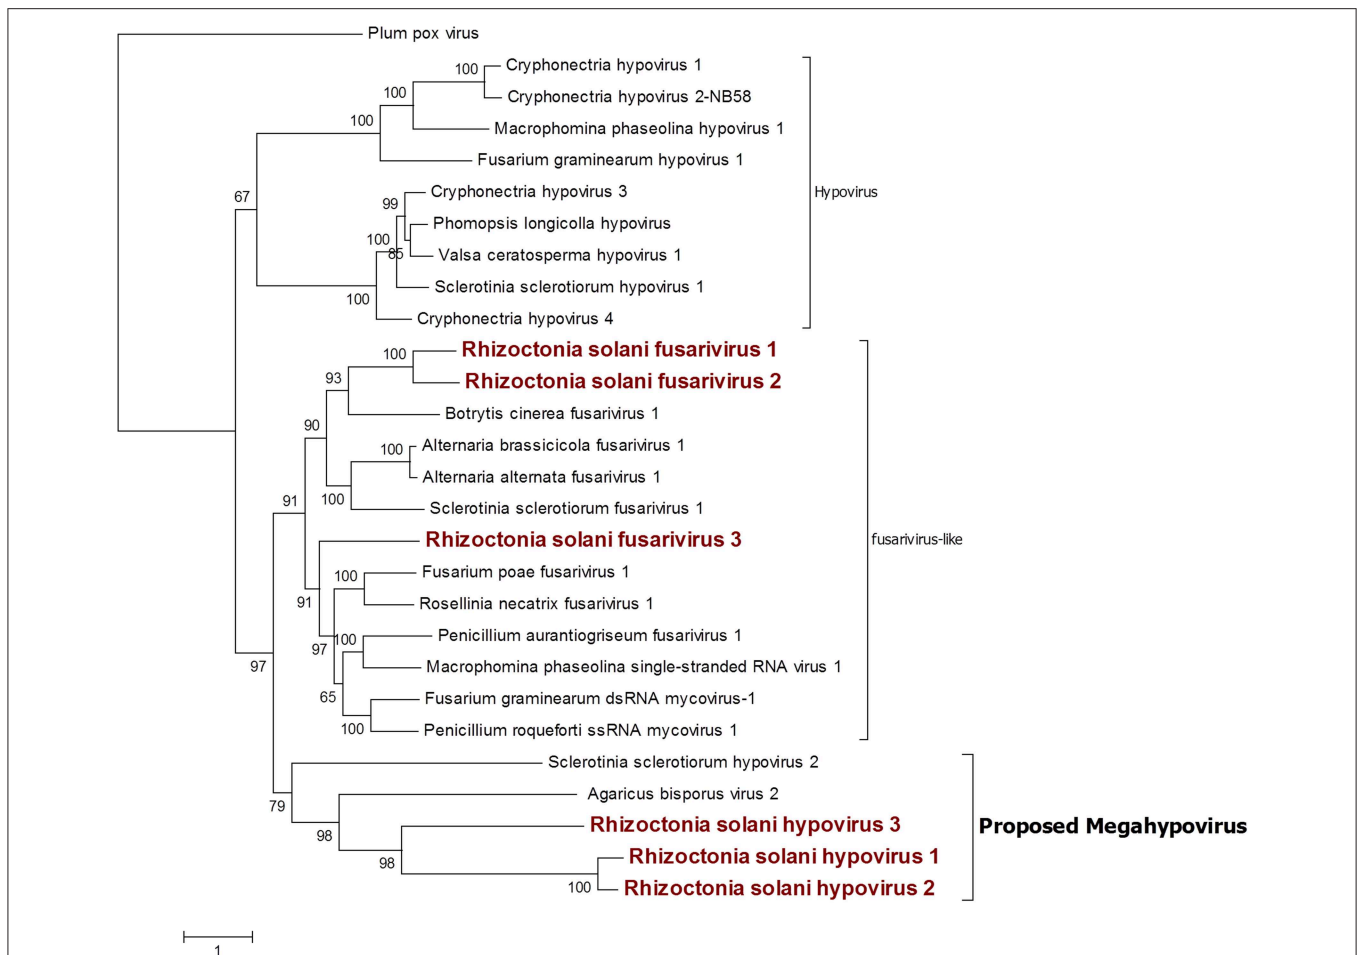 Plum pox virus
100
Cryphonectria hypovirus 1
Cryphonectria hypovirus 2-NB58
100
Macrophomina phaseolina hypovirus 1
100
Fusarium graminearum hypovirus 1
67
Cryphonectria hypovirus 3
99
Phomopsis longicolla hypovirus
100
85
Valsa ceratosperma hypovirus 1
Sclerotinia sclerotiorum hypovirus 1
100
Cryphonectria hypovirus 4
Hypovirus
100
Rhizoctonia solani fusarivirus 1
Rhizoctonia solani fusarivirus 2
93
Botrytis cinerea fusarivirus 1
90
100
Alternaria brassicicola fusarivirus 1
Alternaria alternata fusarivirus 1
100
Sclerotinia sclerotiorum fusarivirus 1
91
Rhizoctonia solani fusarivirus 3
fusarivirus-like
100
Fusarium poae fusarivirus 1
91
Rosellinia necatrix fusarivirus 1
97
100
Penicillium aurantiogriseum fusarivirus 1
97
Macrophomina phaseolina single-stranded RNA virus 1
65
Fusarium graminearum dsRNA mycovirus-1
100
Penicillium roqueforti ssRNA mycovirus 1
Sclerotinia sclerotiorum hypovirus 2
79
Agaricus bisporus virus 2
98
Rhizoctonia solani hypovirus 3
98
Rhizoctonia solani hypovirus 1
100
Rhizoctonia solani hypovirus 2
Proposed Megahypovirus
1